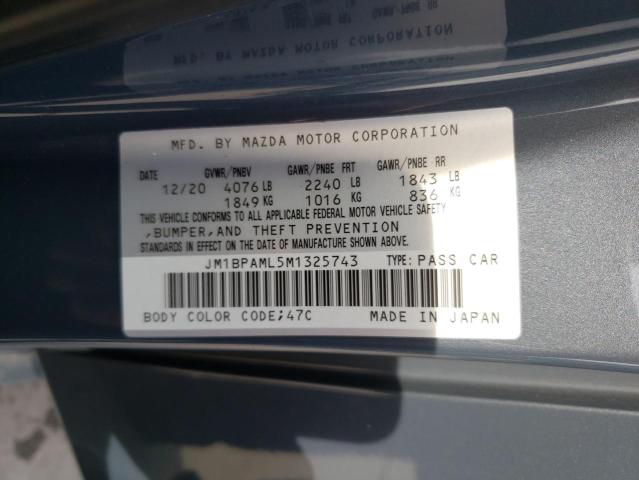 MFD. BY MAZDA MOTOR CORPORATION
DATE GVWR/PNBV GAWR/PNBE FRT GAWR/PNBE RR
12/20 4076 LB 2240 LB 1843 LB
1849 KG 1016 KG 836 KG
THIS VEHICLE CONFORMS TO ALL APPLICABLE FEDERAL MOTOR VEHICLE SAFETY
,BUMPER,AND THEFT PREVENTION
STANDARDS IN EFFECT ON THE DATE OF MANUFACTURE SHOWN ABOVE.
JM1BPAML5M1325743 TYPE: PASS CAR
BODY COLOR CODE;47C MADE IN JAPAN